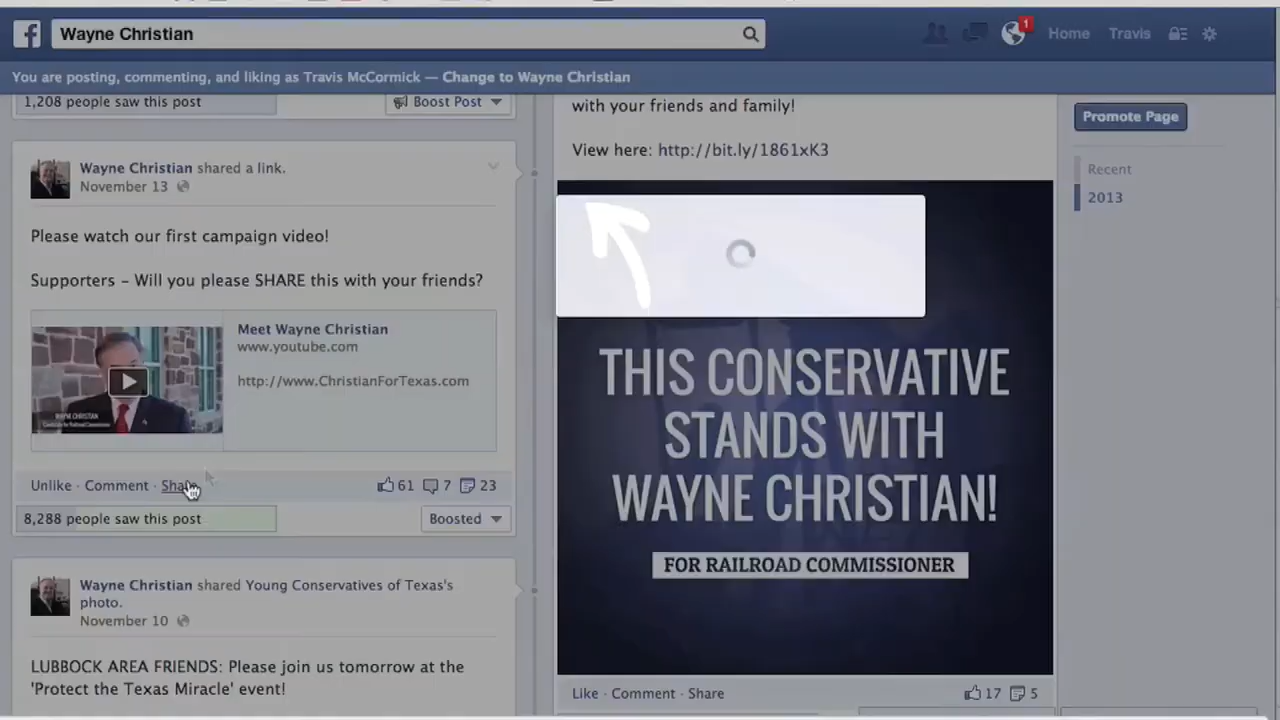 Wayne Christian
1
Home
Travis
You are posting, commenting, and liking as Travis McCormick — Change to Wayne Christian
1,208 people saw this post
Boost Post
Wayne Christian shared a link.
November 13
Please watch our first campaign video!
Supporters – Will you please SHARE this with your friends?
WAYNE CHRISTIAN
Meet Wayne Christian
www.youtube.com
http://www.ChristianForTexas.com
Unlike · Comment · Share
61
7
23
8,288 people saw this post
Boosted
Wayne Christian shared Young Conservatives of Texas's
photo.
November 10
LUBBOCK AREA FRIENDS: Please join us tomorrow at the
'Protect the Texas Miracle' event!
with your friends and family!
View here: http://bit.ly/1861xK3
THIS CONSERVATIVE
STANDS WITH
WAYNE CHRISTIAN!
FOR RAILROAD COMMISSIONER
Like · Comment · Share
17
5
Promote Page
Recent
2013